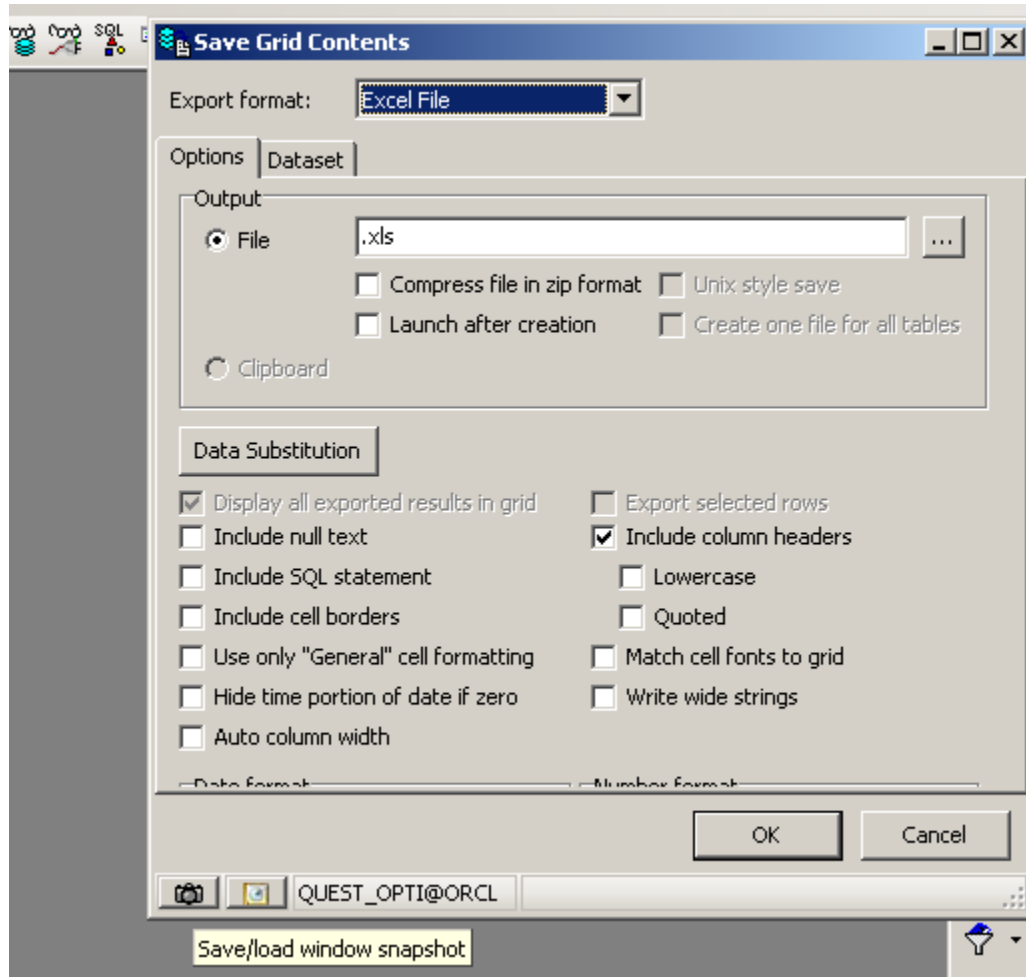 SQL
Save Grid Contents
Export format: Excel File
Options Dataset
Output
File .xls ...
Compress file in zip format Unix style save
Launch after creation Create one file for all tables
Clipboard
Data Substitution
Display all exported results in grid Export selected rows
Include null text Include column headers
Include SQL statement Lowercase
Include cell borders Quoted
Use only "General" cell formatting Match cell fonts to grid
Hide time portion of date if zero Write wide strings
Auto column width
Date format Number format
OK Cancel
QUEST_OPTI@ORCL
Save/load window snapshot